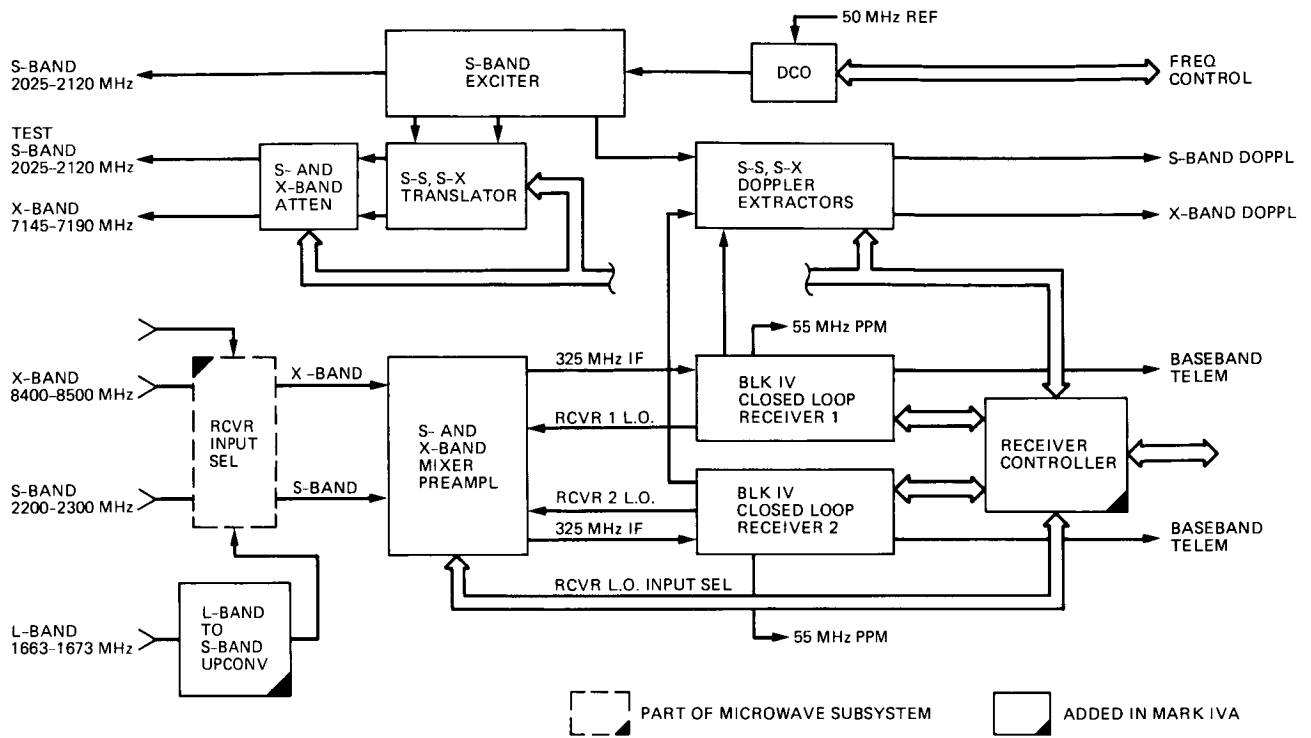 50 MHz REF
S-BAND
2025-2120 MHz
S-BAND
EXCITER
DCO
FREQ
CONTROL
TEST
S-BAND
2025-2120 MHz
X-BAND
7145-7190 MHz
S- AND
X-BAND
ATTEN
S-S, S-X
TRANSLATOR
S-S, S-X
DOPPLER
EXTRACTORS
S-BAND DOPPL
X-BAND DOPPL
55 MHz PPM
X-BAND
8400-8500 MHz
S-BAND
2200-2300 MHz
RCVR
INPUT
SEL
X-BAND
S-BAND
S- AND
X-BAND
MIXER
PREAMPL
325 MHz IF
RCVR 1 L.O.
RCVR 2 L.O.
325 MHz IF
BLK IV
CLOSED LOOP
RECEIVER 1
BLK IV
CLOSED LOOP
RECEIVER 2
RECEIVER
CONTROLLER
BASEBAND
TELEM
BASEBAND
TELEM
RCVR L.O. INPUT SEL
55 MHz PPM
L-BAND
1663-1673 MHz
L-BAND
TO
S-BAND
UPCONV
PART OF MICROWAVE SUBSYSTEM
ADDED IN MARK IVA